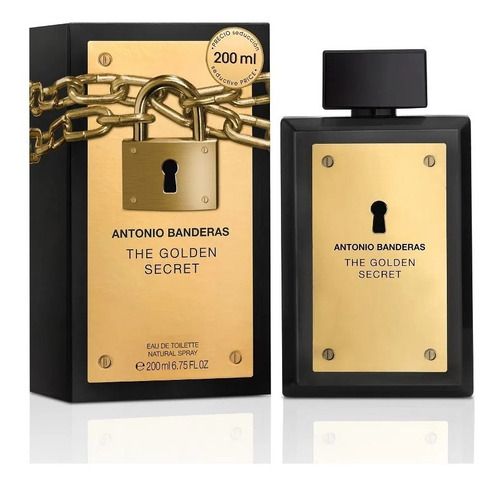 •PRECIO seducción•
200 ml
seductive PRICE
ANTONIO BANDERAS
THE GOLDEN
SECRET
EAU DE TOILETTE
NATURAL SPRAY
℮ 200 ml 6.75 FL.OZ
ANTONIO BANDERAS
THE GOLDEN
SECRET